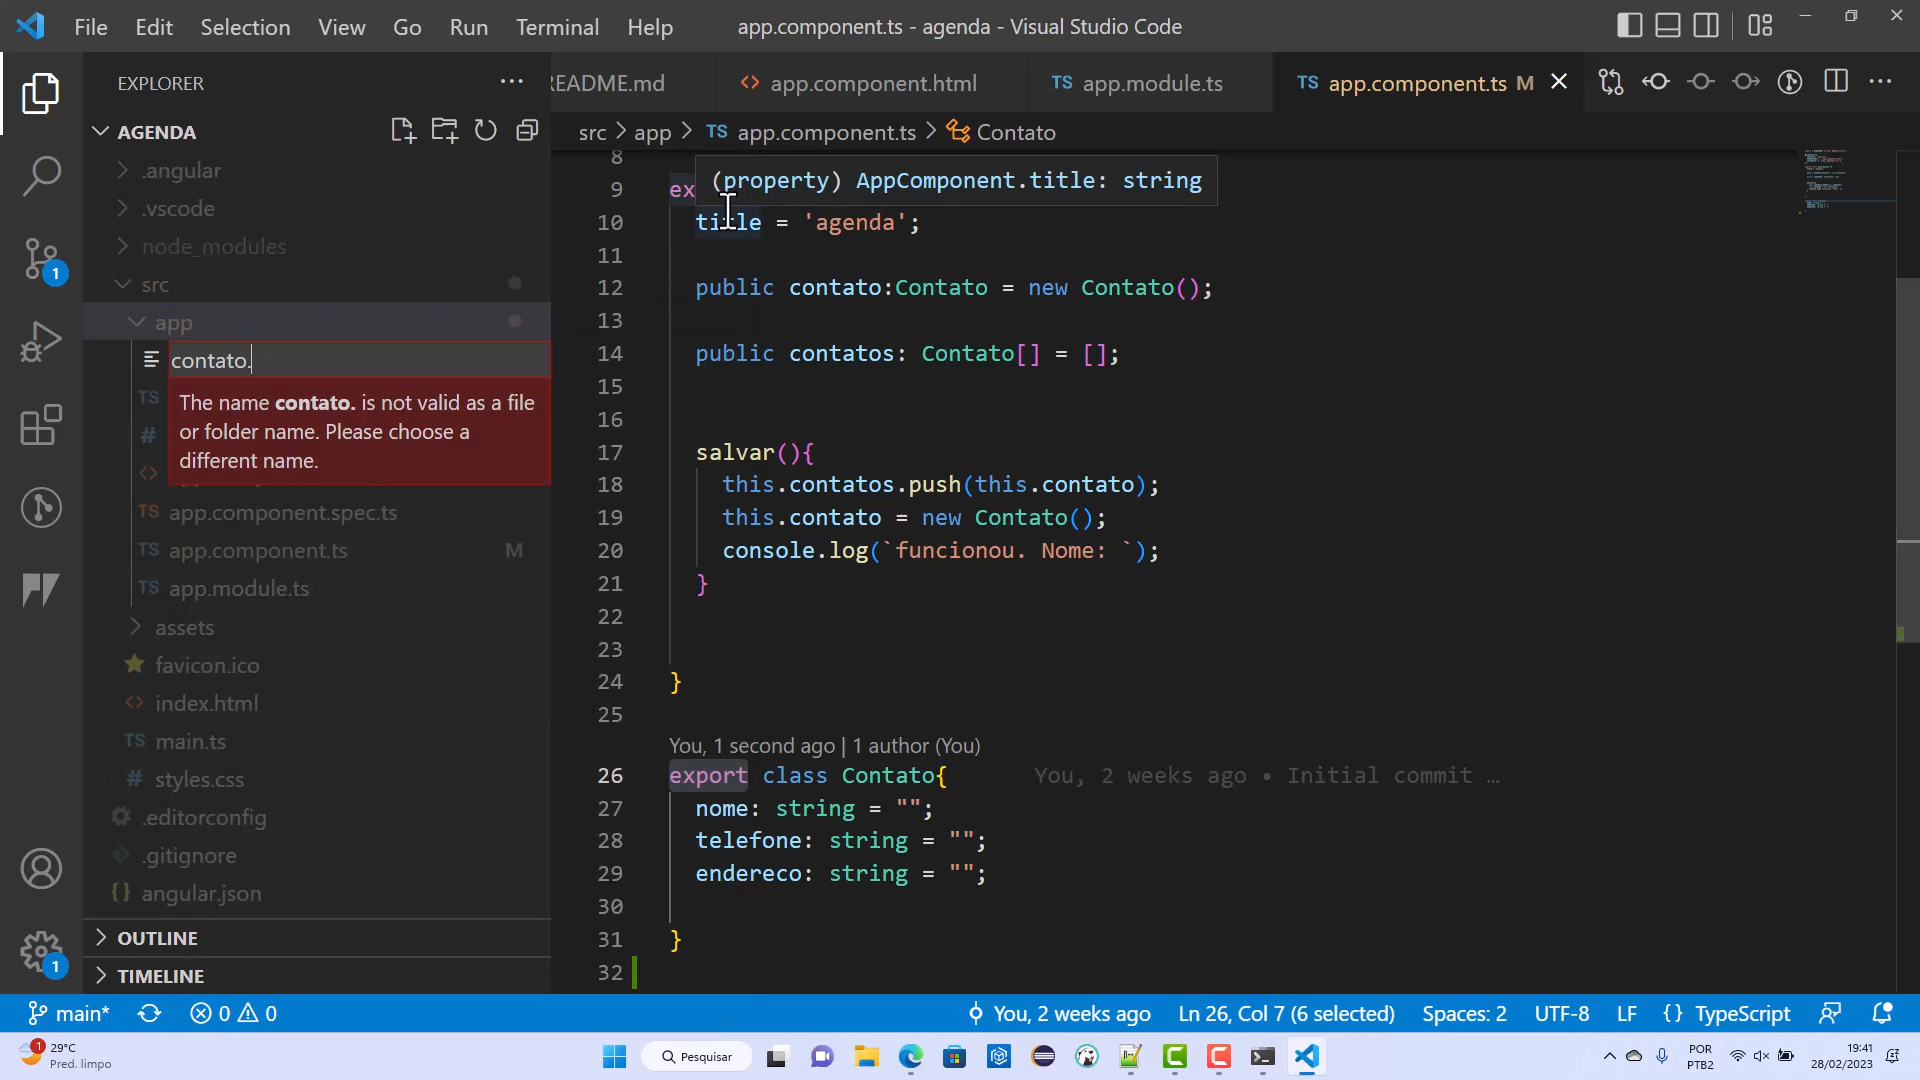 File Edit Selection View Go Run Terminal Help
app.component.ts - agenda - Visual Studio Code
EXPLORER
README.md
app.component.html
TS app.module.ts
TS app.component.ts M
AGENDA
src > app > TS app.component.ts > Contato
.angular
.vscode
node_modules
src
app
contato.
The name contato. is not valid as a file
or folder name. Please choose a
different name.
TS
#
TS app.component.spec.ts
TS app.component.ts M
TS app.module.ts
assets
favicon.ico
index.html
TS main.ts
# styles.css
.editorconfig
.gitignore
{} angular.json
OUTLINE
TIMELINE
8
(property) AppComponent.title: string
9 ex
10 title = 'agenda';
11
12 public contato:Contato = new Contato();
13
14 public contatos: Contato[] = [];
15
16
17 salvar(){
18 this.contatos.push(this.contato);
19 this.contato = new Contato();
20 console.log(`funcionou. Nome: `);
21 }
22
23
24 }
25
You, 1 second ago | 1 author (You)
26 export class Contato{ You, 2 weeks ago • Initial commit …
27 nome: string = "";
28 telefone: string = "";
29 endereco: string = "";
30
31 }
32
1
1
main* 0 0
You, 2 weeks ago Ln 26, Col 7 (6 selected) Spaces: 2 UTF-8 LF {} TypeScript
1
29°C
Pred. limpo
Pesquisar
POR
PTB2
19:41
28/02/2023